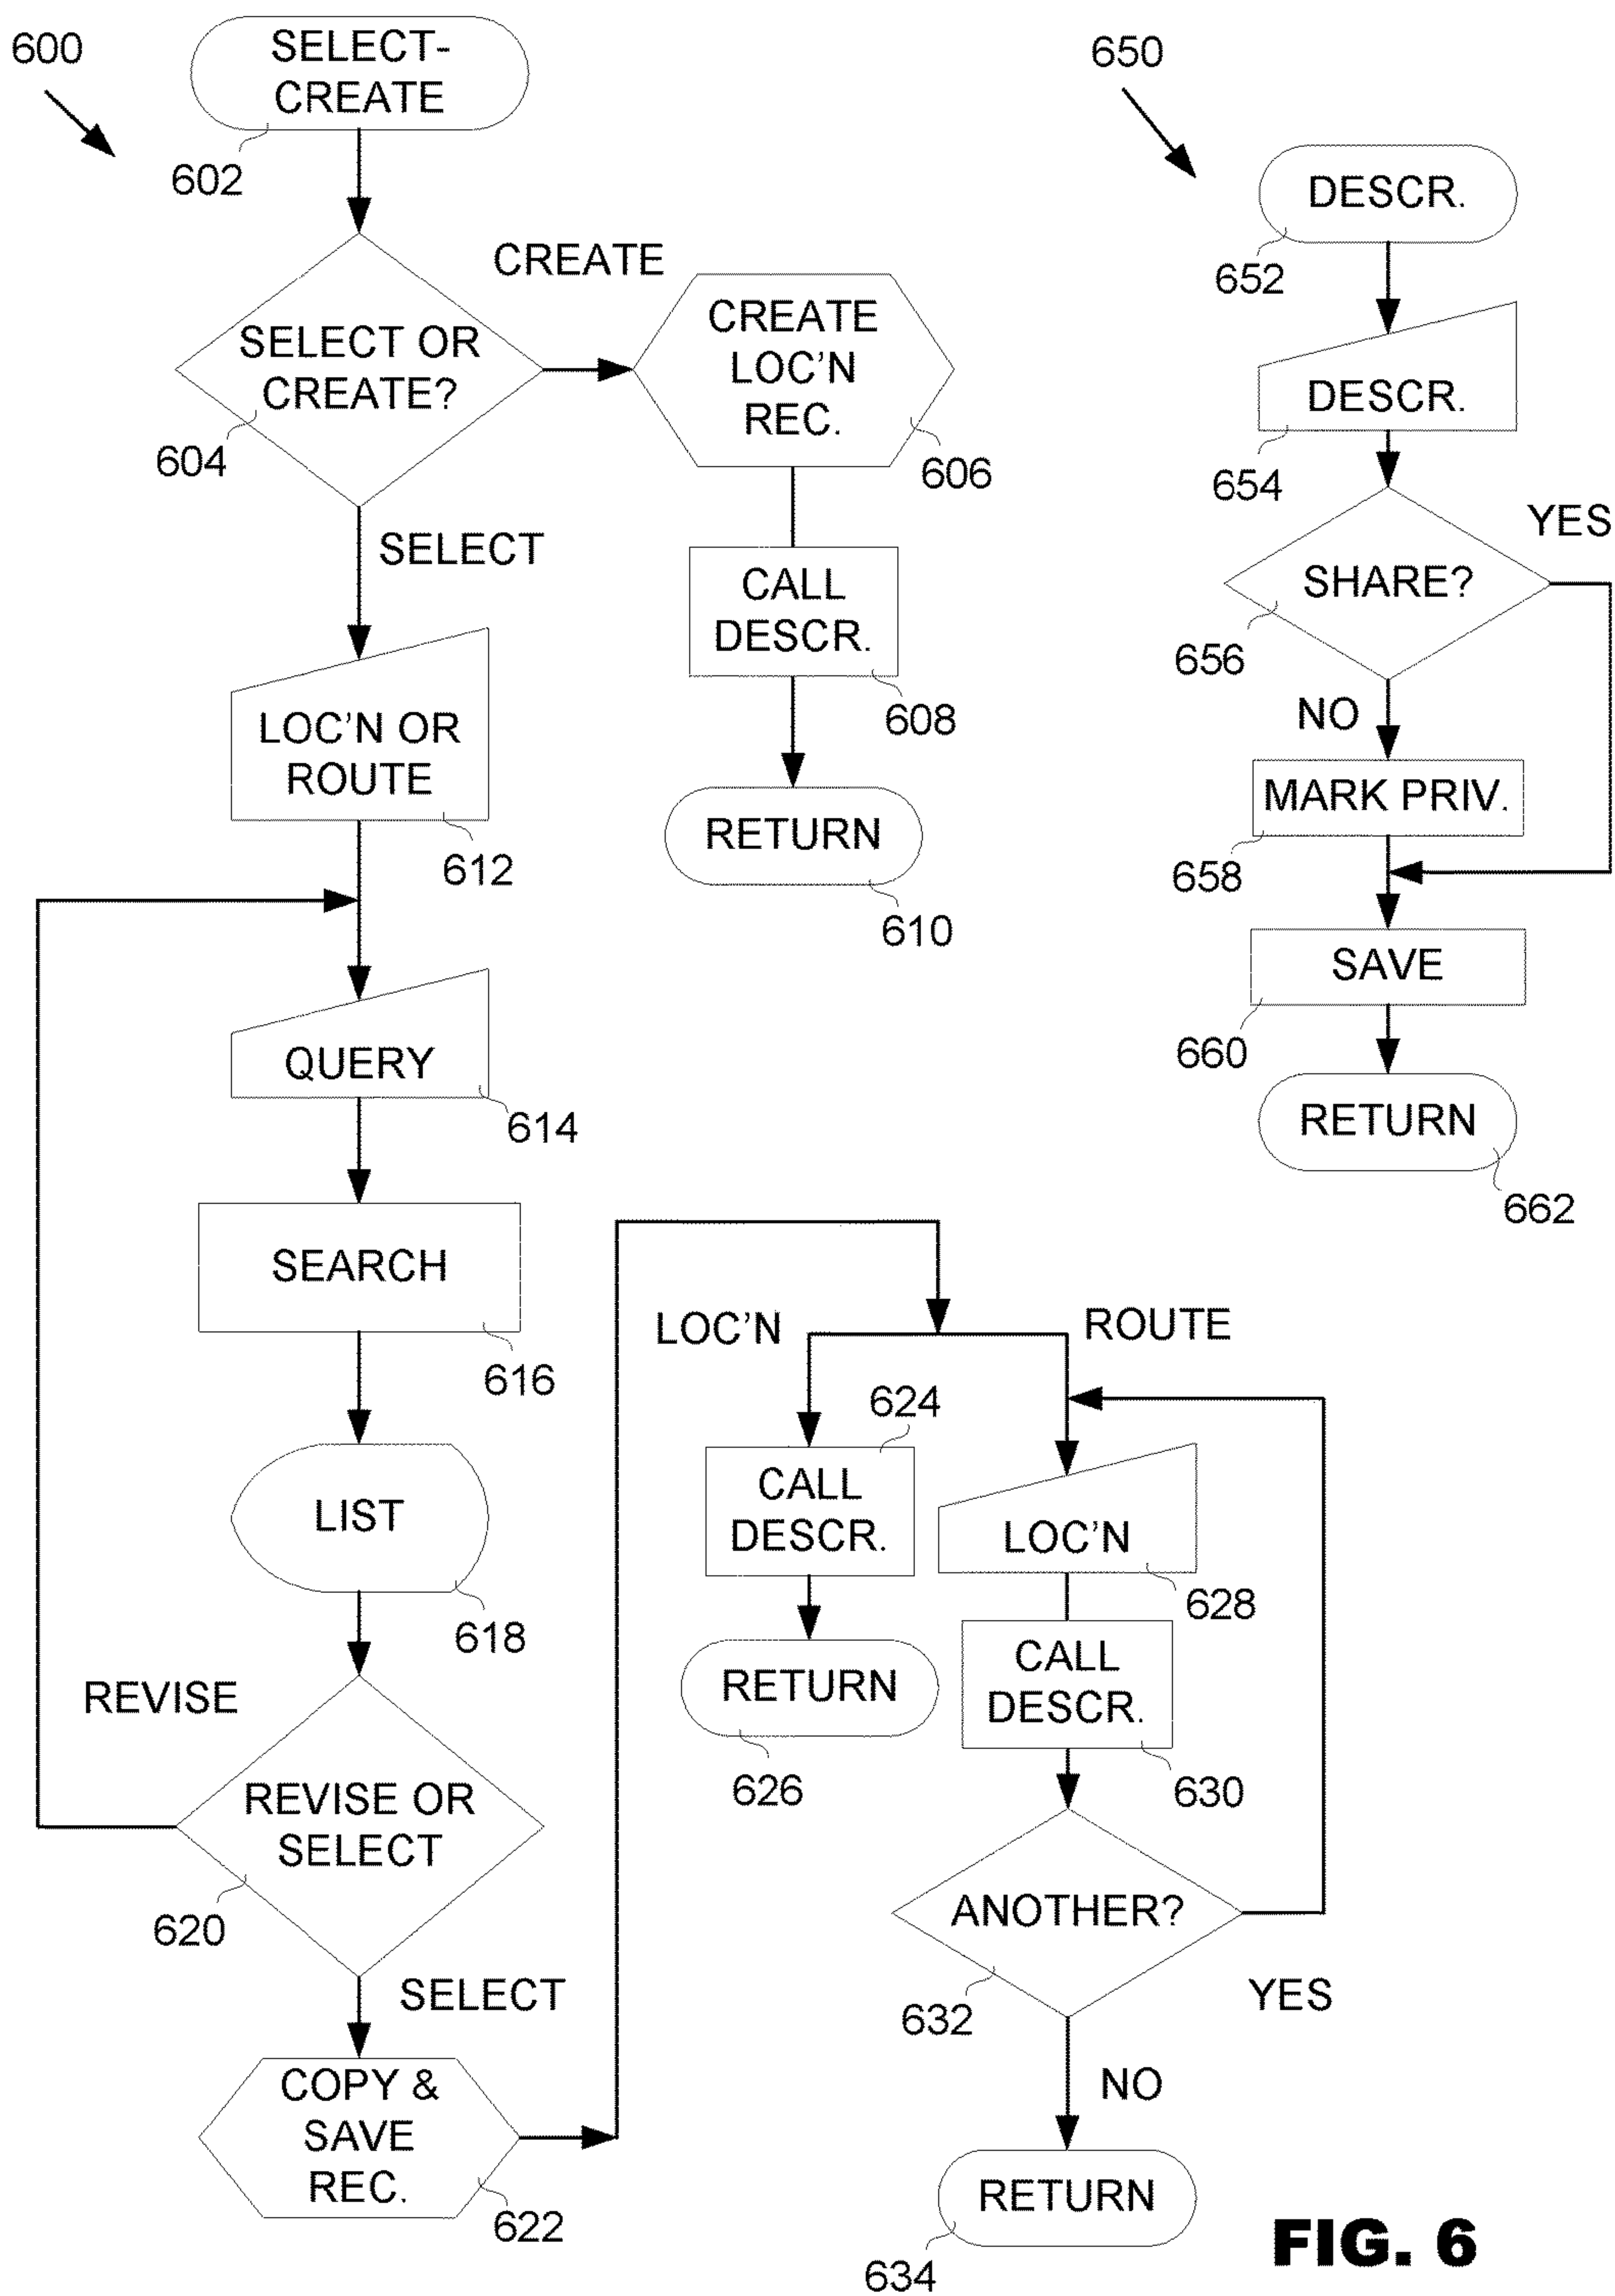 600
SELECT-
CREATE
602
SELECT OR
CREATE?
604
CREATE
CREATE
LOC'N
REC.
606
CALL
DESCR.
608
RETURN
610
SELECT
LOC'N OR
ROUTE
612
QUERY
614
SEARCH
616
LIST
618
REVISE
REVISE OR
SELECT
620
SELECT
COPY &
SAVE
REC.
622
LOC'N
ROUTE
624
CALL
DESCR.
RETURN
626
LOC'N
628
CALL
DESCR.
630
ANOTHER?
632
YES
NO
RETURN
634
650
DESCR.
652
DESCR.
654
SHARE?
656
YES
NO
MARK PRIV.
658
SAVE
660
RETURN
662
FIG. 6